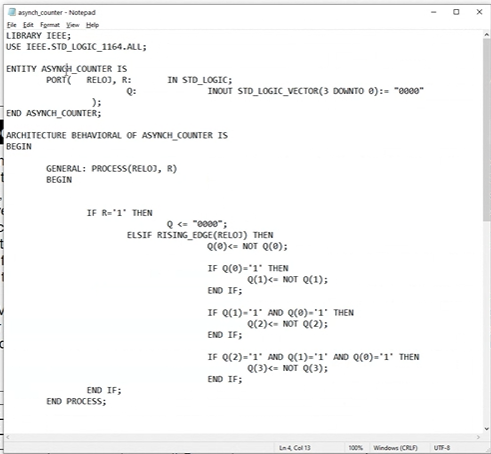 asynch_counter - Notepad
File Edit Format View Help
LIBRARY IEEE;
USE IEEE.STD_LOGIC_1164.ALL;
ENTITY ASYNCH_COUNTER IS
PORT( RELOJ, R: IN STD_LOGIC;
Q: INOUT STD_LOGIC_VECTOR(3 DOWNTO 0):= "0000"
);
END ASYNCH_COUNTER;
ARCHITECTURE BEHAVIORAL OF ASYNCH_COUNTER IS
BEGIN
GENERAL: PROCESS(RELOJ, R)
BEGIN
IF R='1' THEN
Q <= "0000";
ELSIF RISING_EDGE(RELOJ) THEN
Q(0)<= NOT Q(0);
IF Q(0)='1' THEN
Q(1)<= NOT Q(1);
END IF;
IF Q(1)='1' AND Q(0)='1' THEN
Q(2)<= NOT Q(2);
END IF;
IF Q(2)='1' AND Q(1)='1' AND Q(0)='1' THEN
Q(3)<= NOT Q(3);
END IF;
END IF;
END PROCESS;
Ln 4, Col 13 100% Windows (CRLF) UTF-8